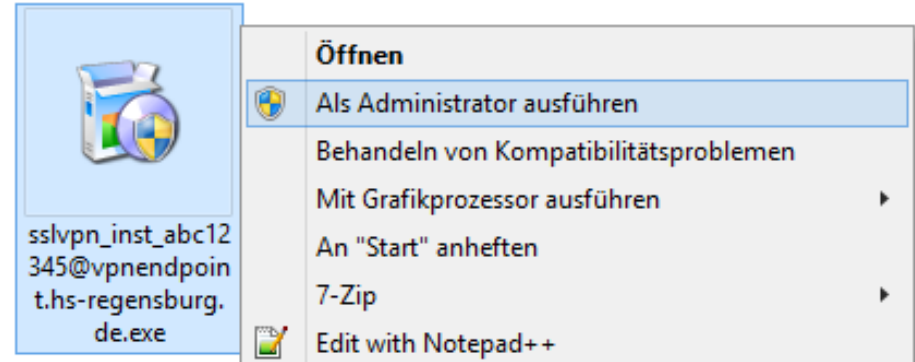 Öffnen
Als Administrator ausführen
Behandeln von Kompatibilitätsproblemen
Mit Grafikprozessor ausführen
An "Start" anheften
7-Zip
Edit with Notepad++
sslvpn_inst_abc12
345@vpnendpoin
t.hs-regensburg.
de.exe